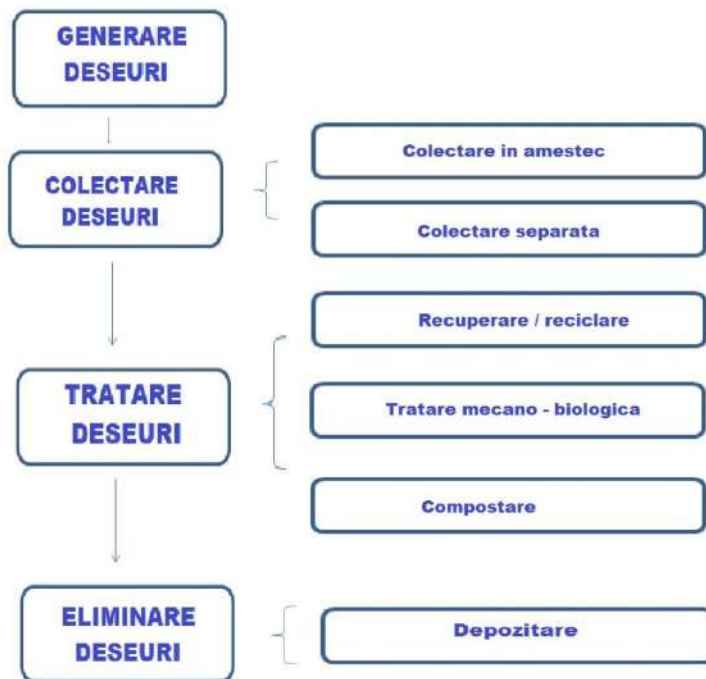 GENERARE
DESEURI
Colectare in amestec
COLECTARE
DESEURI
Colectare separata
Recuperare / reciclare
TRATARE
DESEURI
Tratare mecano - biologica
Compostare
ELIMINARE
DESEURI
Depozitare